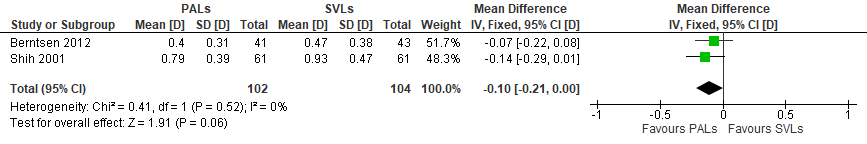 PALs SVLs Mean Difference Mean Difference
Study or Subgroup Mean [D] SD [D] Total Mean [D] SD [D] Total Weight IV, Fixed, 95% CI [D] IV, Fixed, 95% CI [D]
Berntsen 2012 0.4 0.31 41 0.47 0.38 43 51.7% -0.07 [-0.22, 0.08]
Shih 2001 0.79 0.39 61 0.93 0.47 61 48.3% -0.14 [-0.29, 0.01]
Total (95% CI) 102 104 100.0% -0.10 [-0.21, 0.00]
Heterogeneity: Chi² = 0.41, df = 1 (P = 0.52); I² = 0%
Test for overall effect: Z = 1.91 (P = 0.06)
-1 -0.5 0 0.5 1
Favours PALs Favours SVLs